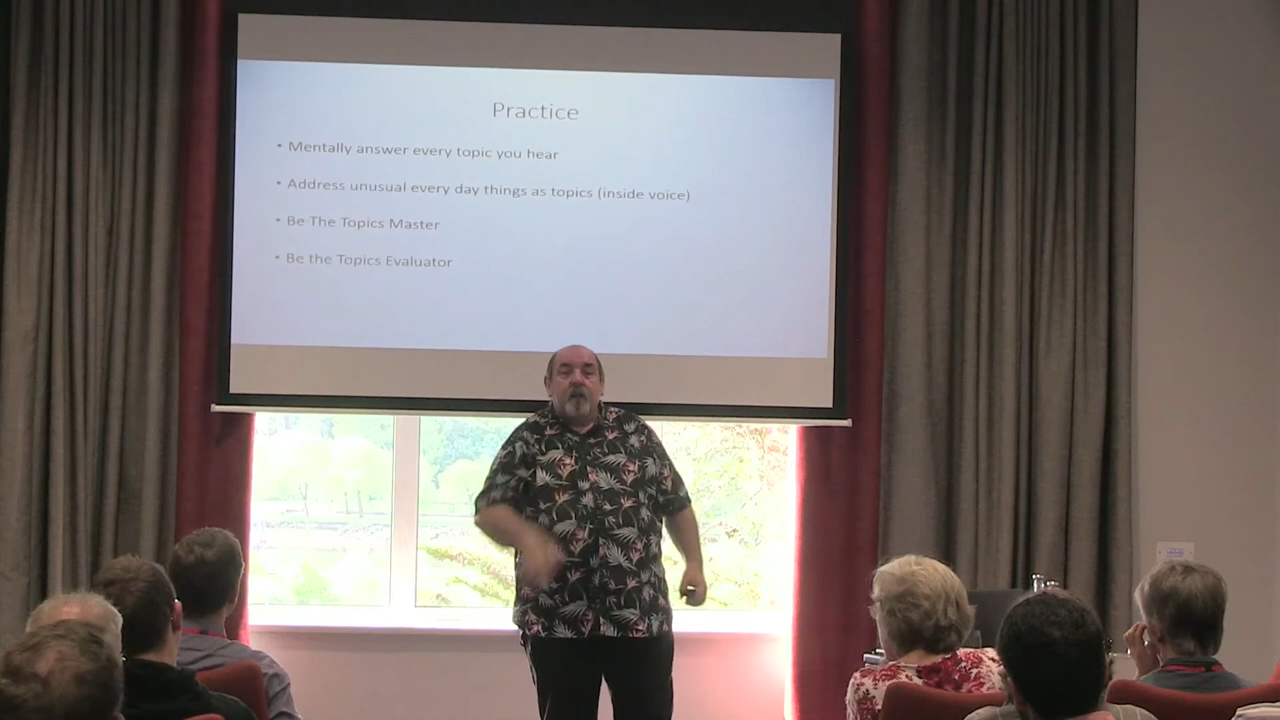 Practice
• Mentally answer every topic you hear
• Address unusual every day things as topics (inside voice)
• Be The Topics Master
• Be the Topics Evaluator